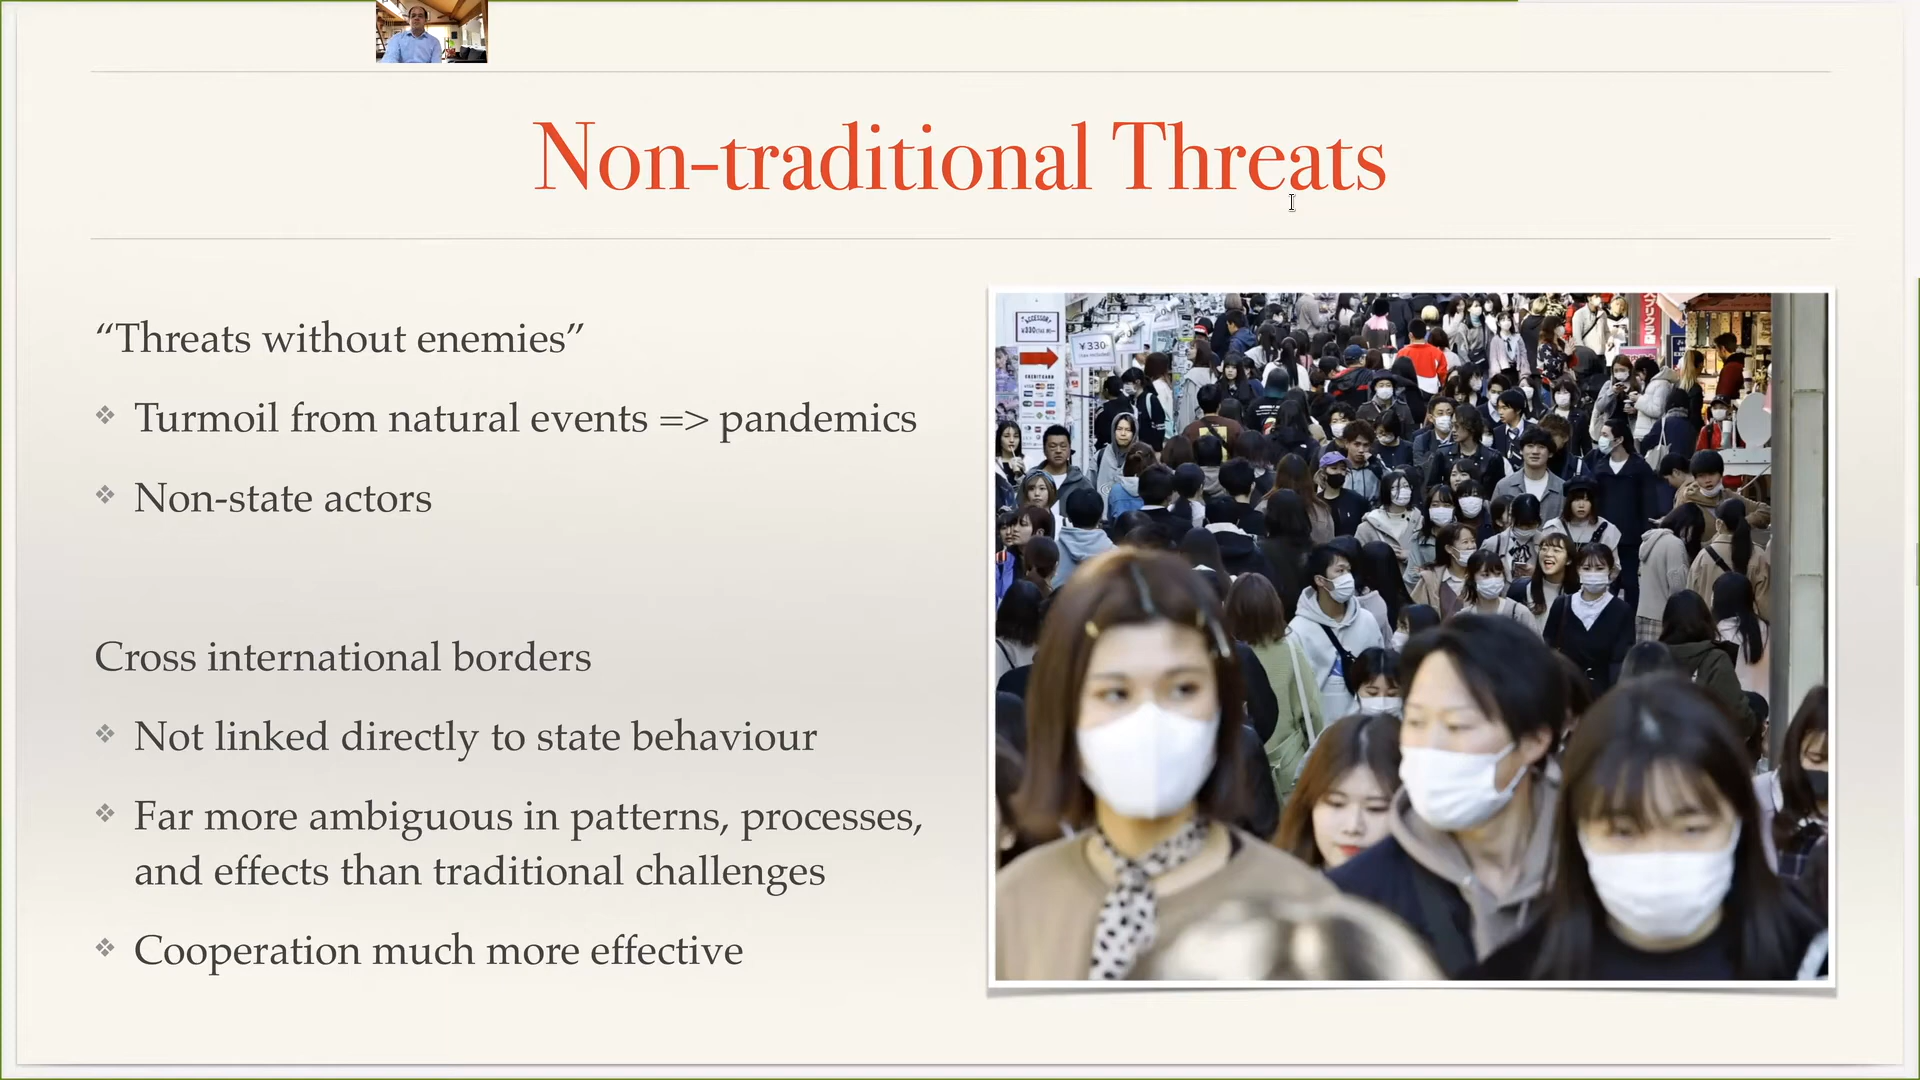 Non-traditional Threats
“Threats without enemies”
❖ Turmoil from natural events => pandemics
❖ Non-state actors
Cross international borders
❖ Not linked directly to state behaviour
❖ Far more ambiguous in patterns, processes,
and effects than traditional challenges
❖ Cooperation much more effective
¥330